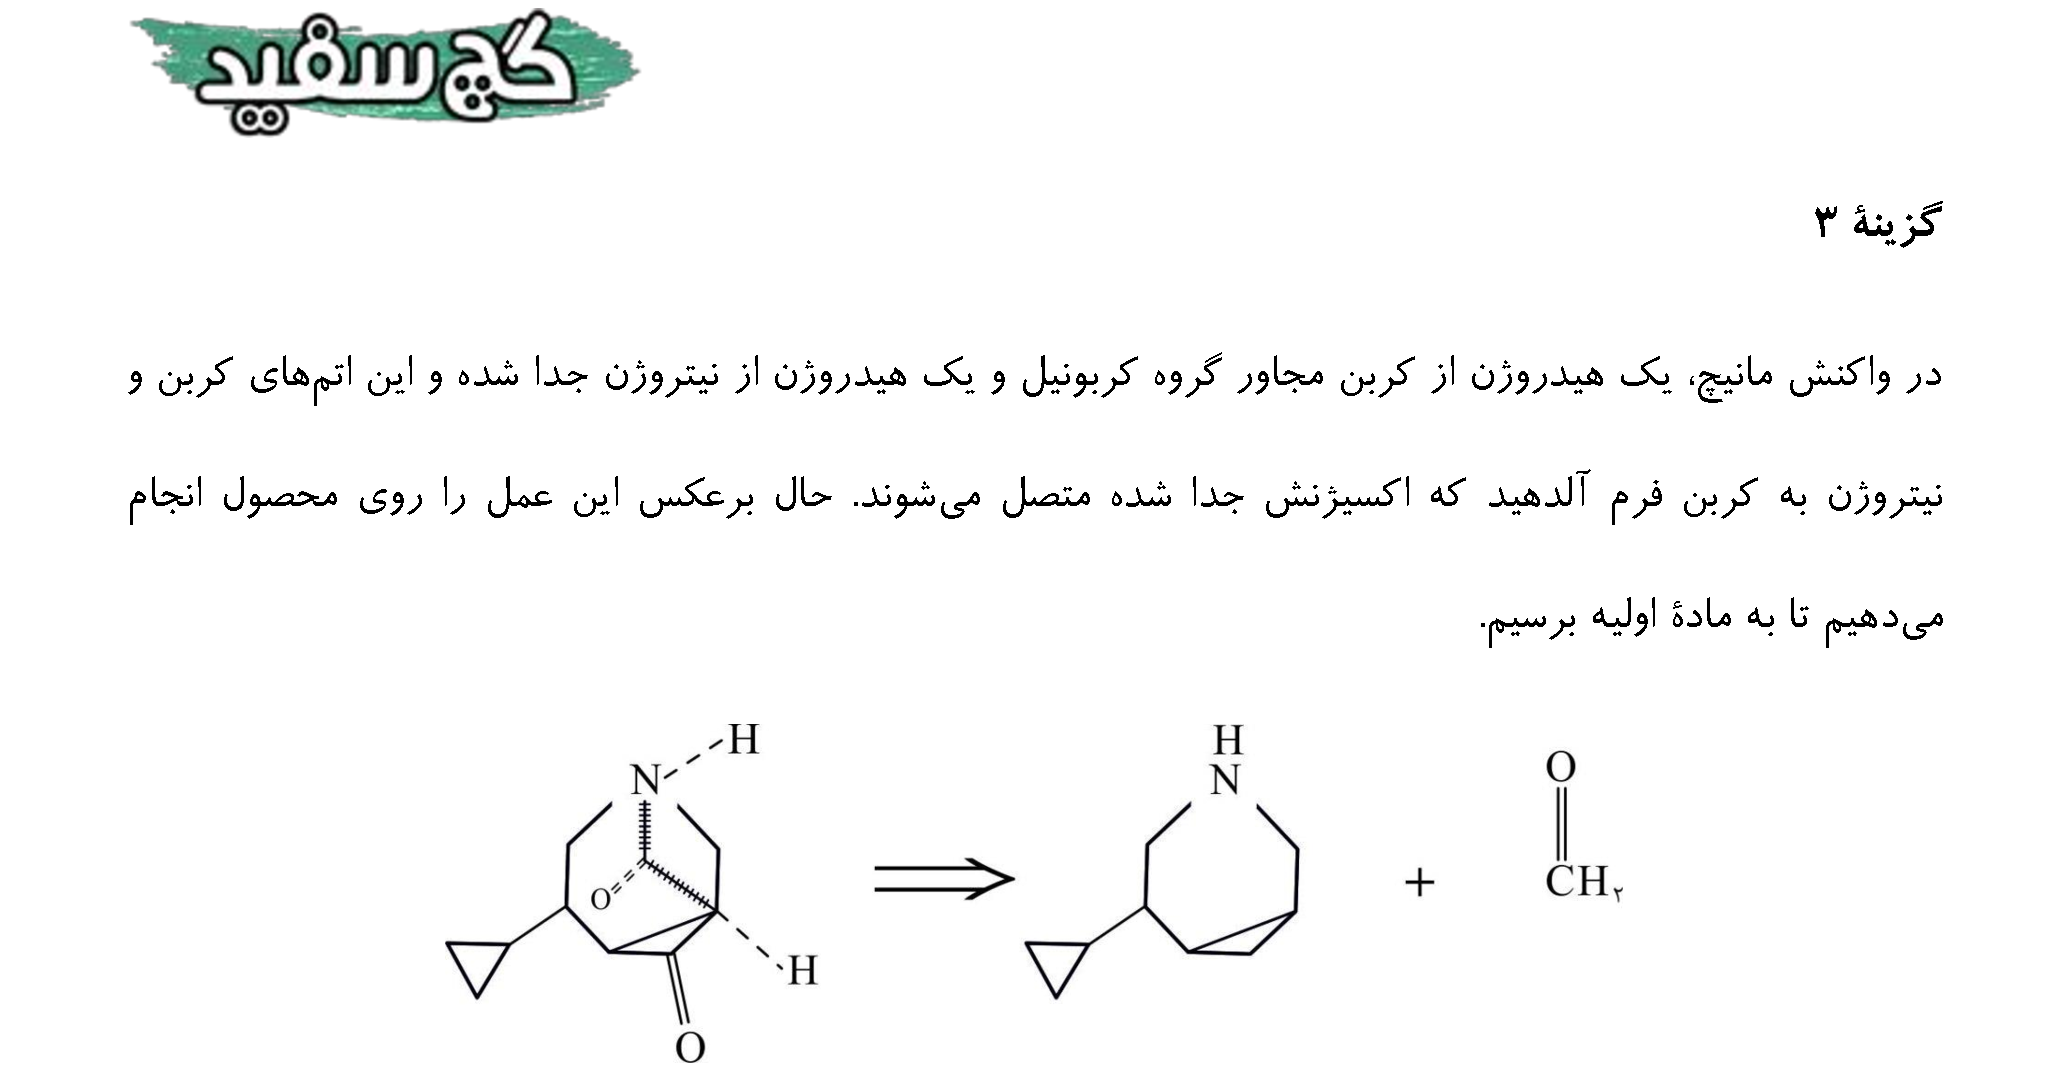 گچ سفید
گزینهٔ ۳
در واکنش مانیچ، یک هیدروژن از کربن مجاور گروه کربونیل و یک هیدروژن از نیتروژن جدا شده و این اتم‌های کربن و
نیتروژن به کربن فرم آلدهید که اکسیژنش جدا شده متصل می‌شوند. حال برعکس این عمل را روی محصول انجام
می‌دهیم تا به مادهٔ اولیه برسیم.
H H O
N N
O + CH۲
H
O